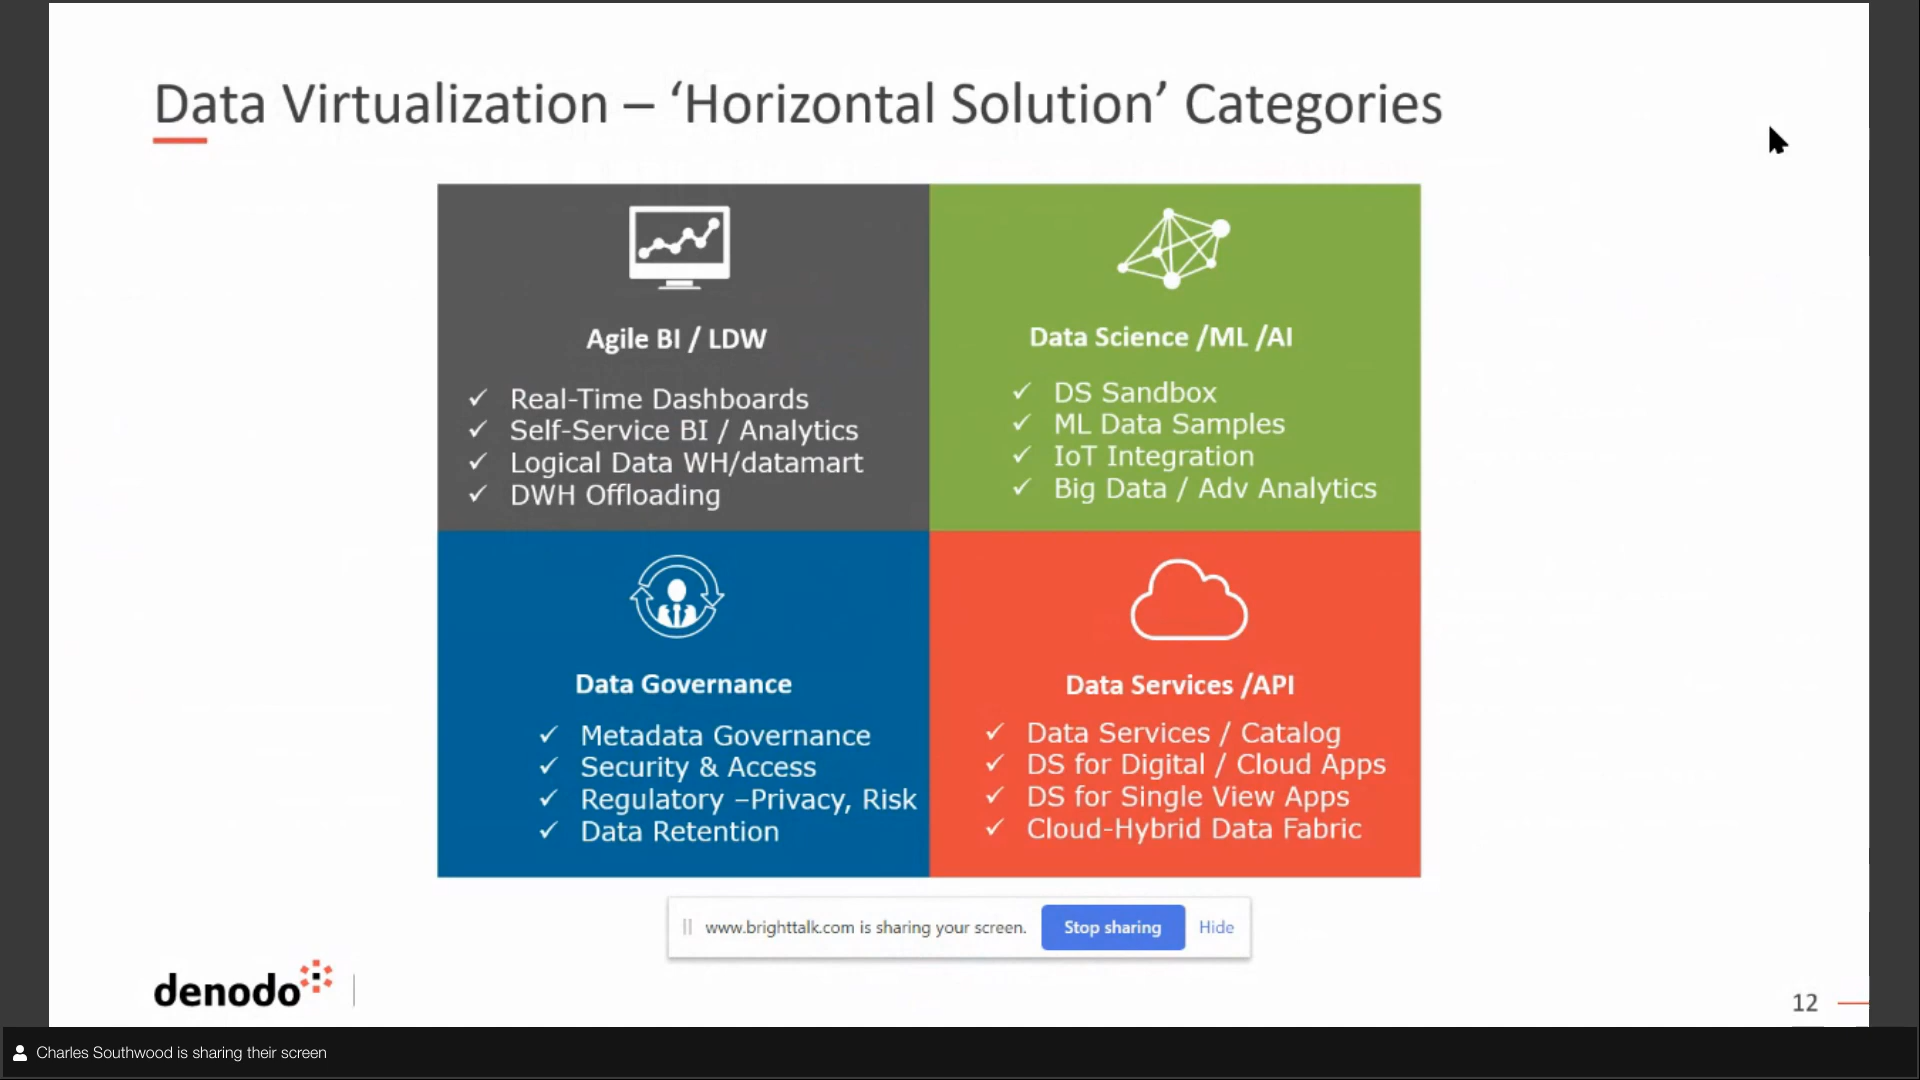 Data Virtualization – ‘Horizontal Solution’ Categories
Agile BI / LDW
✓ Real-Time Dashboards
✓ Self-Service BI / Analytics
✓ Logical Data WH/datamart
✓ DWH Offloading
Data Science /ML /AI
✓ DS Sandbox
✓ ML Data Samples
✓ IoT Integration
✓ Big Data / Adv Analytics
Data Governance
✓ Metadata Governance
✓ Security & Access
✓ Regulatory –Privacy, Risk
✓ Data Retention
Data Services /API
✓ Data Services / Catalog
✓ DS for Digital / Cloud Apps
✓ DS for Single View Apps
✓ Cloud-Hybrid Data Fabric
www.brighttalk.com is sharing your screen. Stop sharing Hide
denodo
12
Charles Southwood is sharing their screen